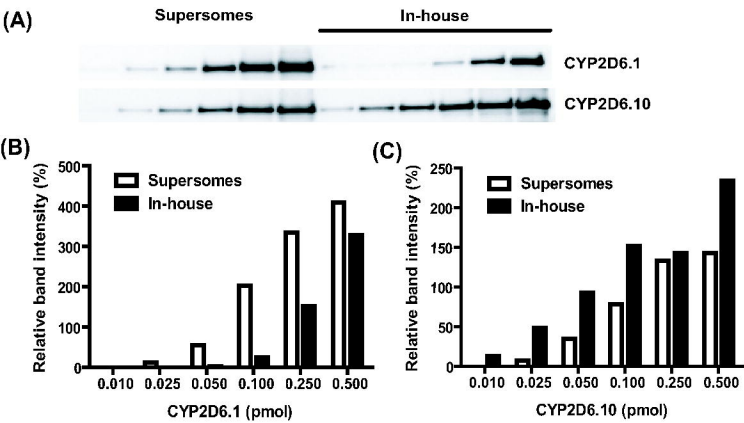 (A)
Supersomes
In-house
CYP2D6.1
CYP2D6.10
(B)
Relative band intensity (%)
500
400
300
200
100
0
Supersomes
In-house
0.010 0.025 0.050 0.100 0.250 0.500
CYP2D6.1 (pmol)
(C)
Relative band intensity (%)
250
200
150
100
50
0
Supersomes
In-house
0.010 0.025 0.050 0.100 0.250 0.500
CYP2D6.10 (pmol)